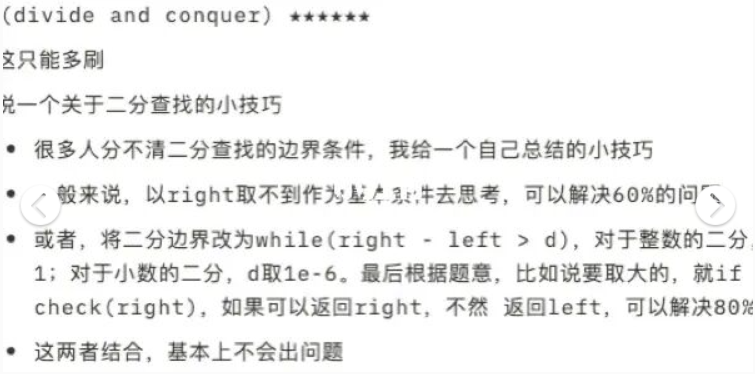 (divide and conquer) ★★★★★★
这只能多刷
说一个关于二分查找的小技巧
• 很多人分不清二分查找的边界条件，我给一个自己总结的小技巧
• 般来说，以right取不到作为基本条件去思考，可以解决60%的问
• 或者，将二分边界改为while(right - left > d)，对于整数的二分，
1；对于小数的二分，d取1e-6。最后根据题意，比如说要取大的，就if
check(right)，如果可以返回right，不然 返回left，可以解决80%
• 这两者结合，基本上不会出问题